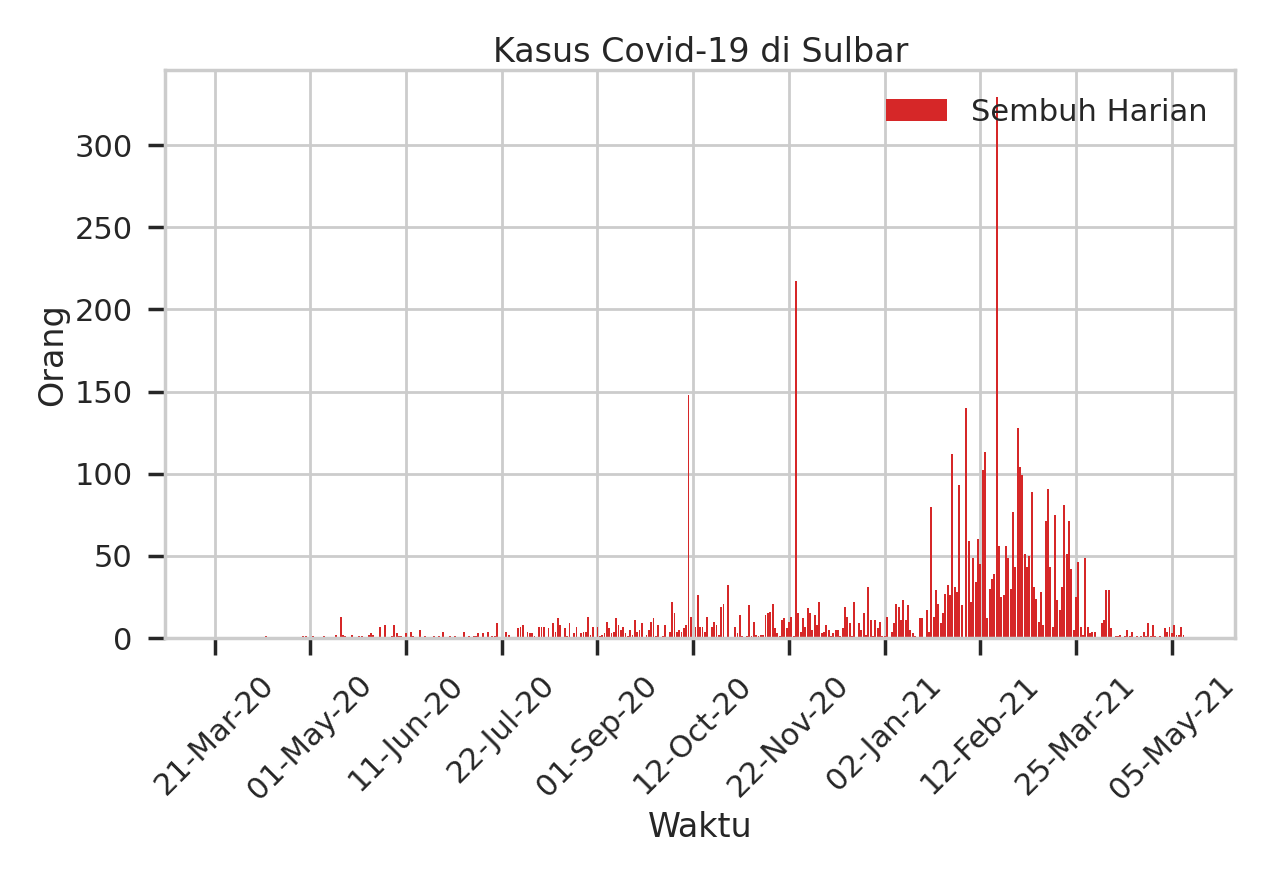 Kasus Covid-19 di Sulbar
Sembuh Harian
Orang
300
250
200
150
100
50
0
21-Mar-20
01-May-20
11-Jun-20
22-Jul-20
01-Sep-20
12-Oct-20
22-Nov-20
02-Jan-21
12-Feb-21
25-Mar-21
05-May-21
Waktu